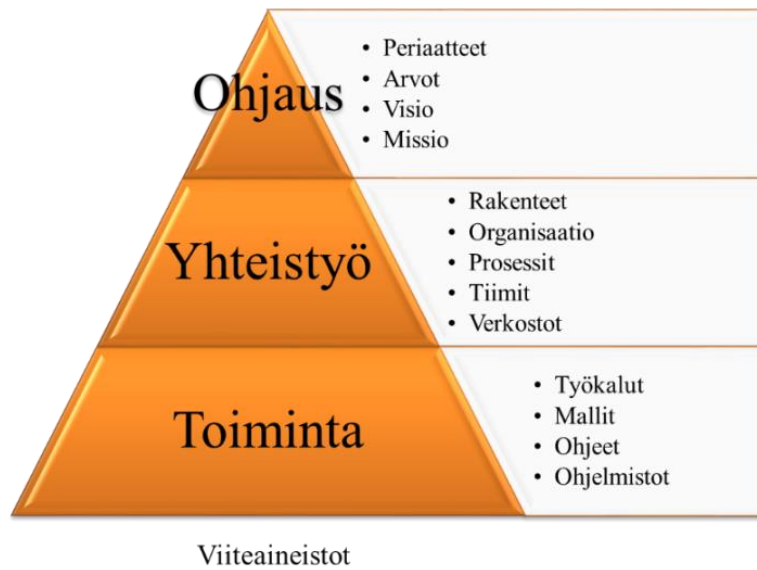 Ohjaus
• Periaatteet
• Arvot
• Visio
• Missio
Yhteistyö
• Rakenteet
• Organisaatio
• Prosessit
• Tiimit
• Verkostot
Toiminta
• Työkalut
• Mallit
• Ohjeet
• Ohjelmistot
Viiteaineistot